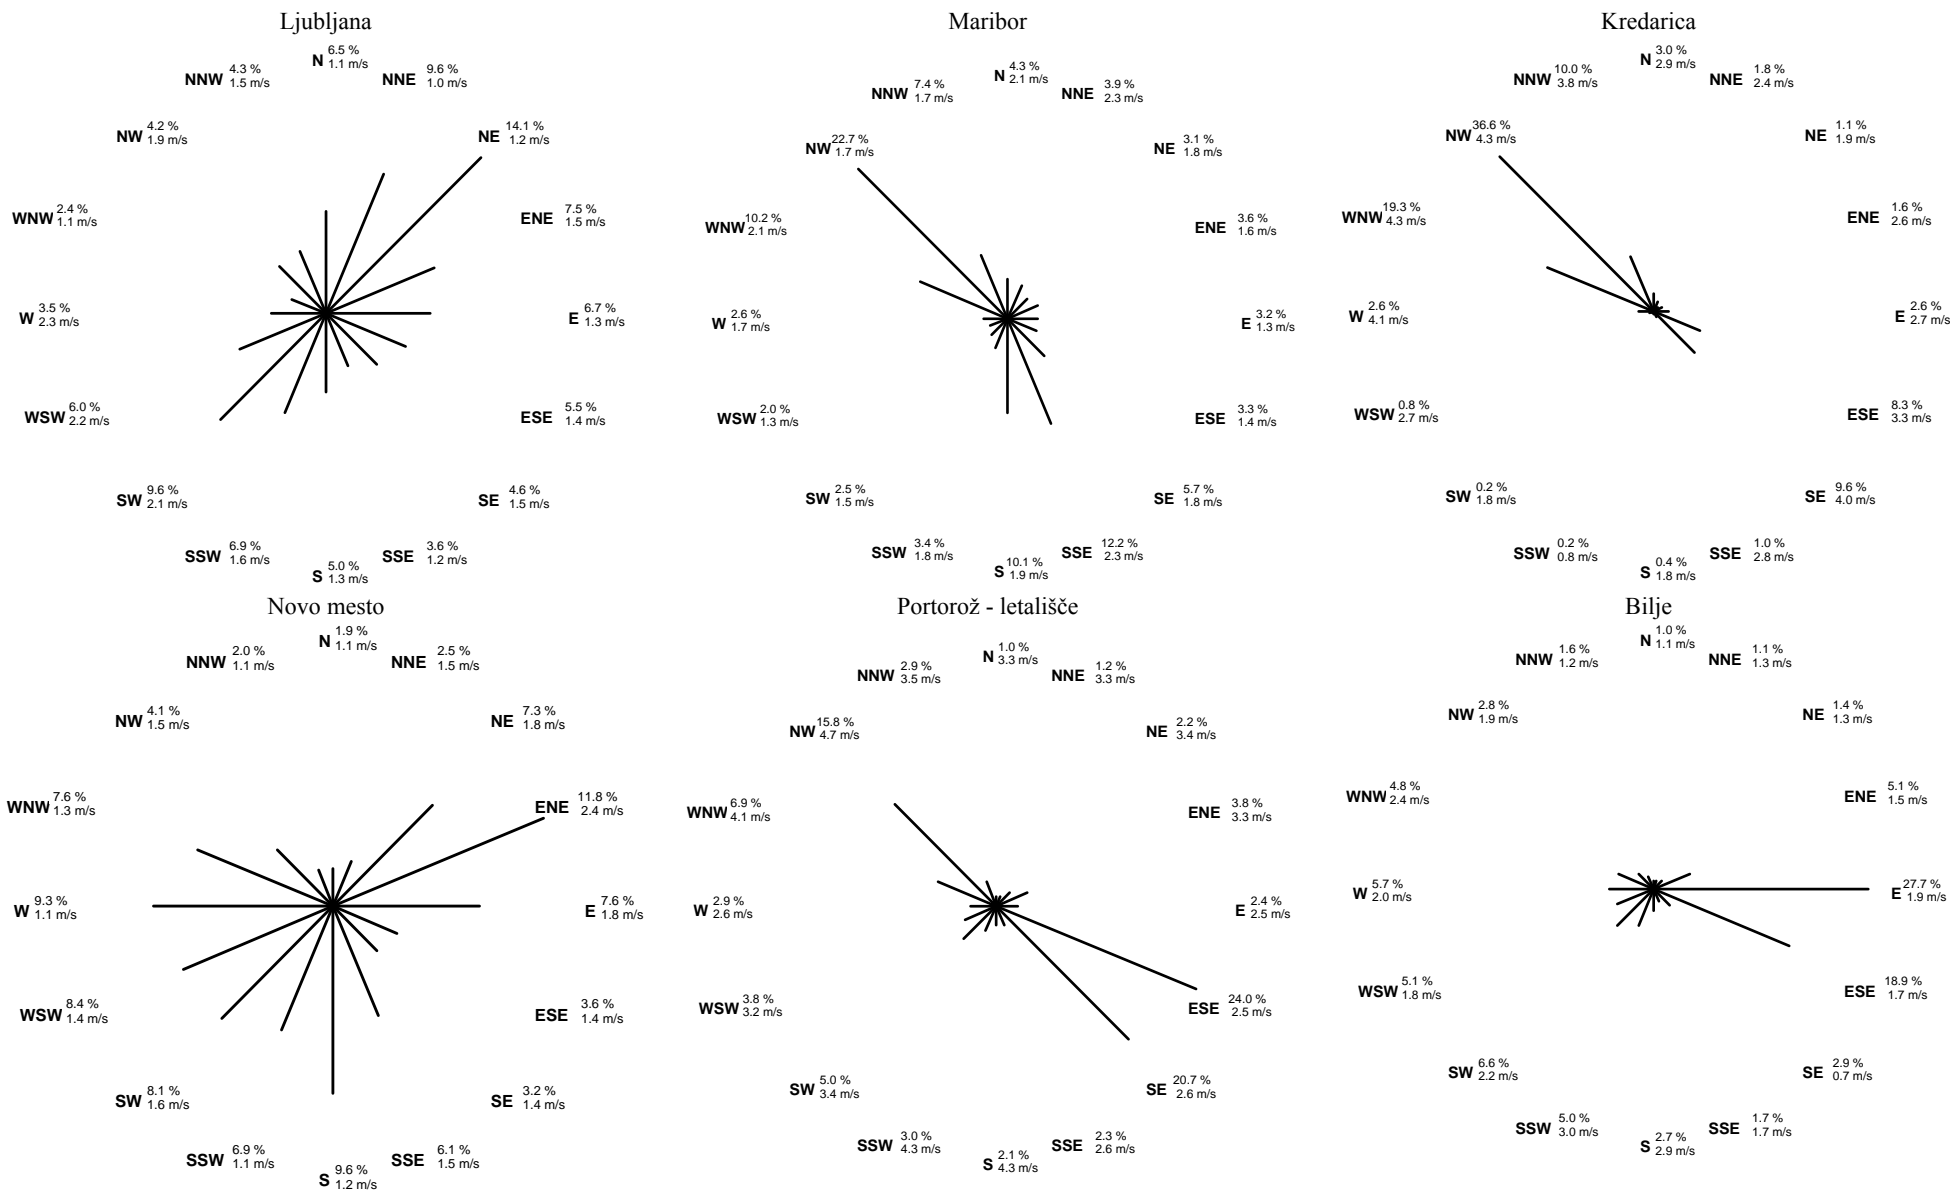 Ljubljana
N 6.5 %
1.1 m/s
NNE 9.6 %
1.0 m/s
NE 14.1 %
1.2 m/s
ENE 7.5 %
1.5 m/s
E 6.7 %
1.3 m/s
ESE 5.5 %
1.4 m/s
SE 4.6 %
1.5 m/s
SSE 3.6 %
1.2 m/s
S 5.0 %
1.3 m/s
SSW 6.9 %
1.6 m/s
SW 9.6 %
2.1 m/s
WSW 6.0 %
2.2 m/s
W 3.5 %
2.3 m/s
WNW 2.4 %
1.1 m/s
NW 4.2 %
1.9 m/s
NNW 4.3 %
1.5 m/s
Maribor
N 4.3 %
2.1 m/s
NNE 3.9 %
2.3 m/s
NE 3.1 %
1.8 m/s
ENE 3.6 %
1.6 m/s
E 3.2 %
1.3 m/s
ESE 3.3 %
1.4 m/s
SE 5.7 %
1.8 m/s
SSE 12.2 %
2.3 m/s
S 10.1 %
1.9 m/s
SSW 3.4 %
1.8 m/s
SW 2.5 %
1.5 m/s
WSW 2.0 %
1.3 m/s
W 2.6 %
1.7 m/s
WNW 10.2 %
2.1 m/s
NW 22.7 %
1.7 m/s
NNW 7.4 %
1.7 m/s
Kredarica
N 3.0 %
2.9 m/s
NNE 1.8 %
2.4 m/s
NE 1.1 %
1.9 m/s
ENE 1.6 %
2.6 m/s
E 2.6 %
2.7 m/s
ESE 8.3 %
3.3 m/s
SE 9.6 %
4.0 m/s
SSE 1.0 %
2.8 m/s
S 0.4 %
1.8 m/s
SSW 0.2 %
0.8 m/s
SW 0.2 %
1.8 m/s
WSW 0.8 %
2.7 m/s
W 2.6 %
4.1 m/s
WNW 19.3 %
4.3 m/s
NW 36.6 %
4.3 m/s
NNW 10.0 %
3.8 m/s
Novo mesto
N 1.9 %
1.1 m/s
NNE 2.5 %
1.5 m/s
NE 7.3 %
1.8 m/s
ENE 11.8 %
2.4 m/s
E 7.6 %
1.8 m/s
ESE 3.6 %
1.4 m/s
SE 3.2 %
1.4 m/s
SSE 6.1 %
1.5 m/s
S 9.6 %
1.2 m/s
SSW 6.9 %
1.1 m/s
SW 8.1 %
1.6 m/s
WSW 8.4 %
1.4 m/s
W 9.3 %
1.1 m/s
WNW 7.6 %
1.3 m/s
NW 4.1 %
1.5 m/s
NNW 2.0 %
1.1 m/s
Portorož - letališče
N 1.0 %
3.3 m/s
NNE 1.2 %
3.3 m/s
NE 2.2 %
3.4 m/s
ENE 3.8 %
3.3 m/s
E 2.4 %
2.5 m/s
ESE 24.0 %
2.5 m/s
SE 20.7 %
2.6 m/s
SSE 2.3 %
2.6 m/s
S 2.1 %
4.3 m/s
SSW 3.0 %
4.3 m/s
SW 5.0 %
3.4 m/s
WSW 3.8 %
3.2 m/s
W 2.9 %
2.6 m/s
WNW 6.9 %
4.1 m/s
NW 15.8 %
4.7 m/s
NNW 2.9 %
3.5 m/s
Bilje
N 1.0 %
1.1 m/s
NNE 1.1 %
1.3 m/s
NE 1.4 %
1.3 m/s
ENE 5.1 %
1.5 m/s
E 27.7 %
1.9 m/s
ESE 18.9 %
1.7 m/s
SE 2.9 %
0.7 m/s
SSE 1.7 %
1.7 m/s
S 2.7 %
2.9 m/s
SSW 5.0 %
3.0 m/s
SW 6.6 %
2.2 m/s
WSW 5.1 %
1.8 m/s
W 5.7 %
2.0 m/s
WNW 4.8 %
2.4 m/s
NW 2.8 %
1.9 m/s
NNW 1.6 %
1.2 m/s